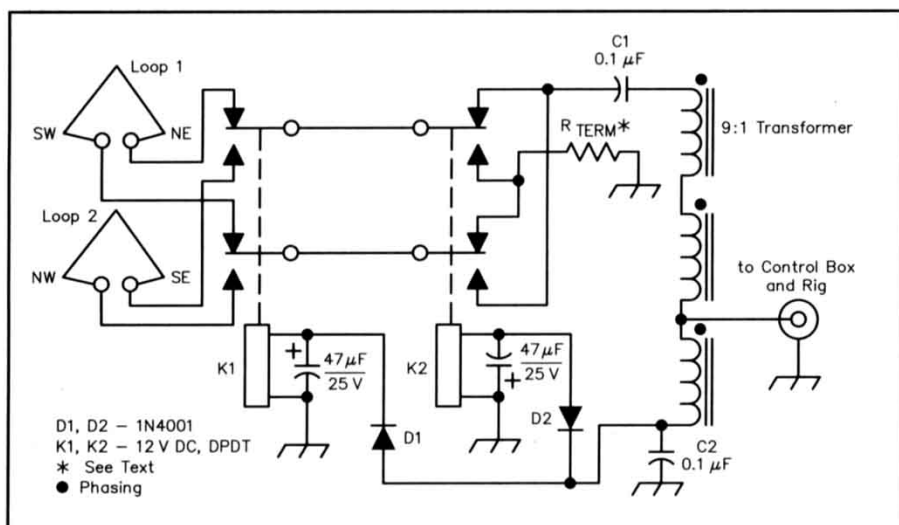 Loop 1
SW
NE
Loop 2
NW
SE
C1
0.1 μF
R TERM*
9:1 Transformer
to Control Box
and Rig
K1
+
47μF
25 V
D1
K2
47μF
+
25 V
D2
C2
0.1 μF
D1, D2 – 1N4001
K1, K2 – 12 V DC, DPDT
* See Text
● Phasing